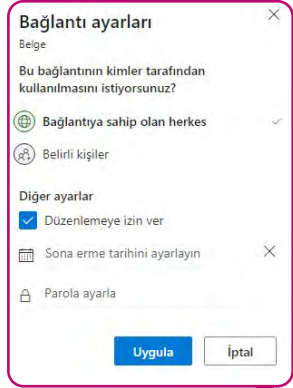 Bağlantı ayarları
Belge
Bu bağlantının kimler tarafından
kullanılmasını istiyorsunuz?
Bağlantıya sahip olan herkes
Belirli kişiler
Diğer ayarlar
Düzenlemeye izin ver
Sona erme tarihini ayarlayın
Parola ayarla
Uygula
İptal